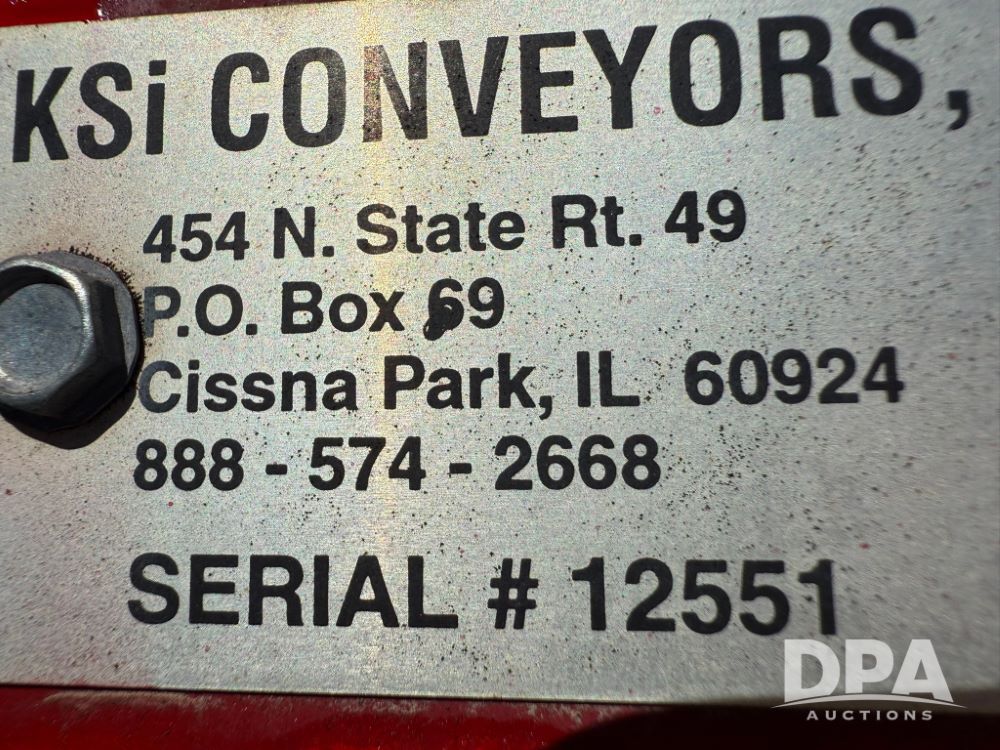 KSi CONVEYORS,
454 N. State Rt. 49
P.O. Box 69
Cissna Park, IL 60924
888 - 574 - 2668
SERIAL # 12551
DPA
AUCTIONS